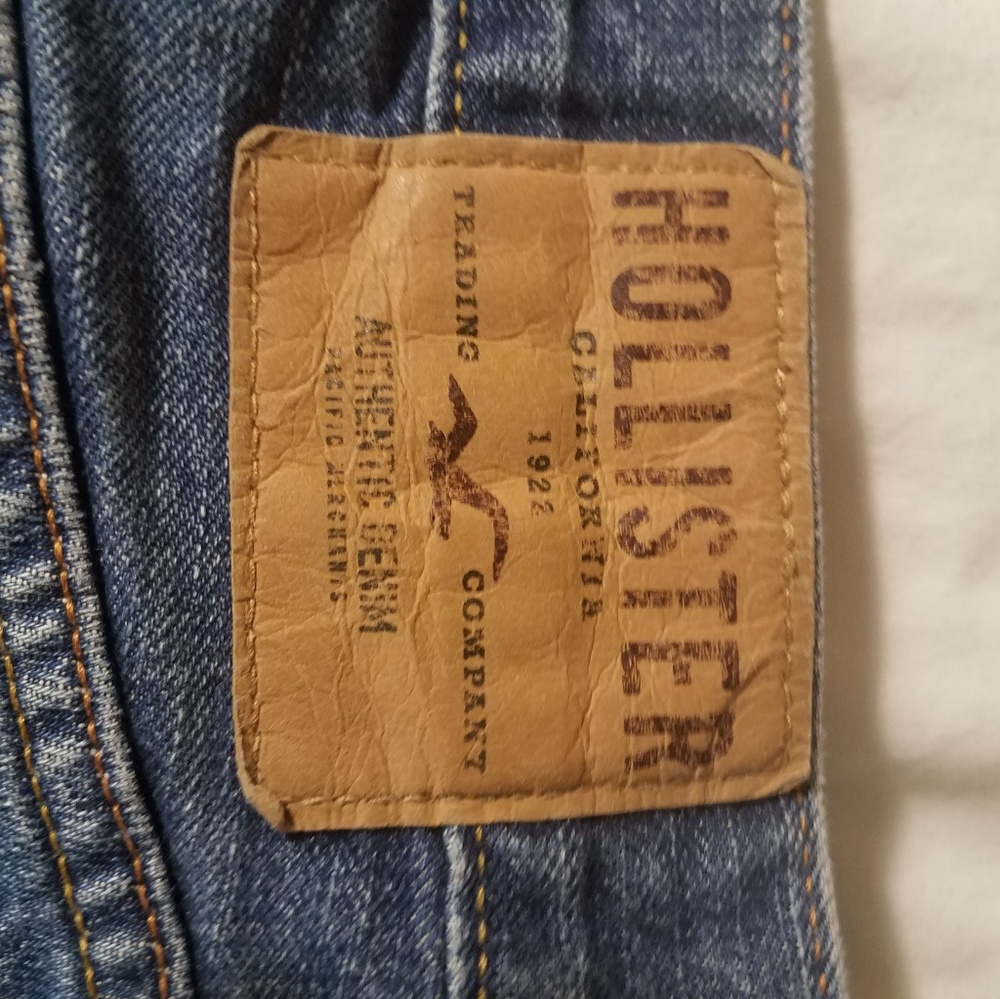 HOLLISTER
CALIFORNIA
1922
TRADING COMPANY
AUTHENTIC DENIM
PACIFIC MERCHANTS